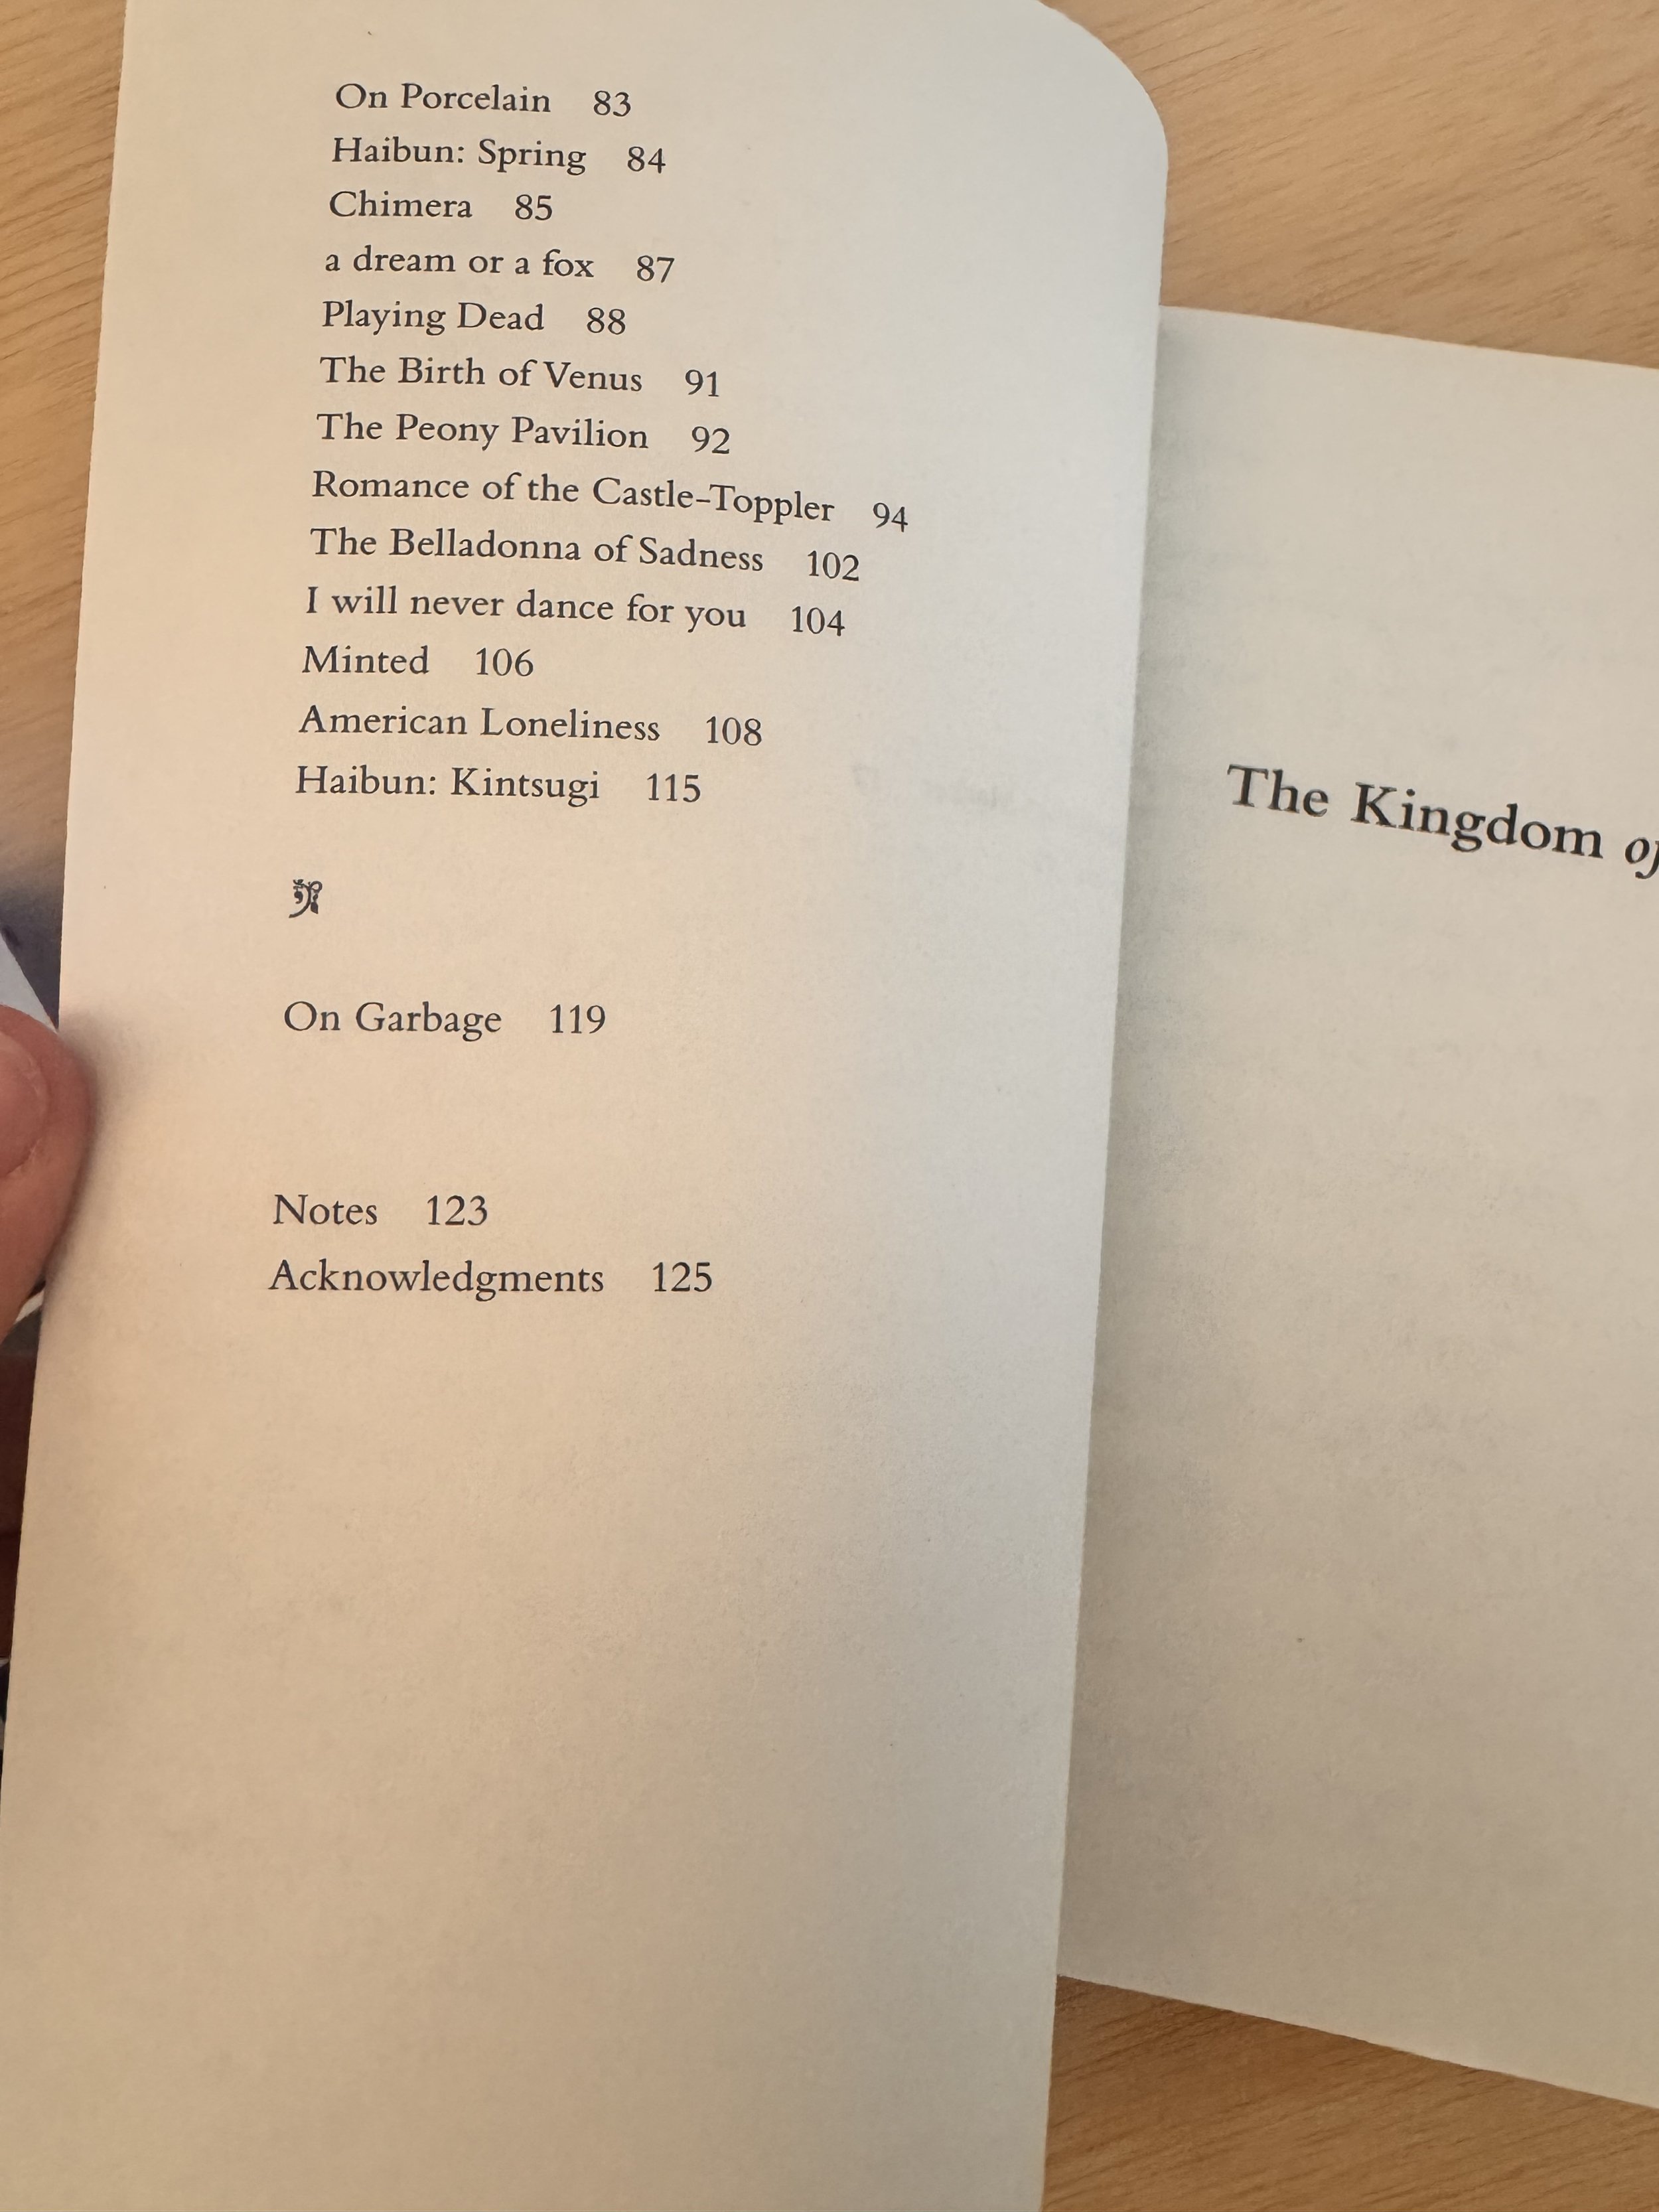 On Porcelain 83
Haibun: Spring 84
Chimera 85
a dream or a fox 87
Playing Dead 88
The Birth of Venus 91
The Peony Pavilion 92
Romance of the Castle-Toppler 94
The Belladonna of Sadness 102
I will never dance for you 104
Minted 106
American Loneliness 108
Haibun: Kintsugi 115
On Garbage 119
Notes 123
Acknowledgments 125
The Kingdom of